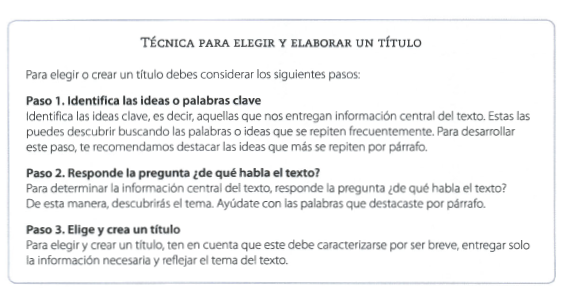 TÉCNICA PARA ELEGIR Y ELABORAR UN TÍTULO
Para elegir o crear un título debes considerar los siguientes pasos:
Paso 1. Identifica las ideas o palabras clave
Identifica las ideas clave, es decir, aquellas que nos entregan información central del texto. Estas las
puedes descubrir buscando las palabras o ideas que se repiten frecuentemente. Para desarrollar
este paso, te recomendamos destacar las ideas que más se repiten por párrafo.
Paso 2. Responde la pregunta ¿de qué habla el texto?
Para determinar la información central del texto, responde la pregunta ¿de qué habla el texto?
De esta manera, descubrirás el tema. Ayúdate con las palabras que destacaste por párrafo.
Paso 3. Elige y crea un título
Para elegir y crear un título, ten en cuenta que este debe caracterizarse por ser breve, entregar solo
la información necesaria y reflejar el tema del texto.